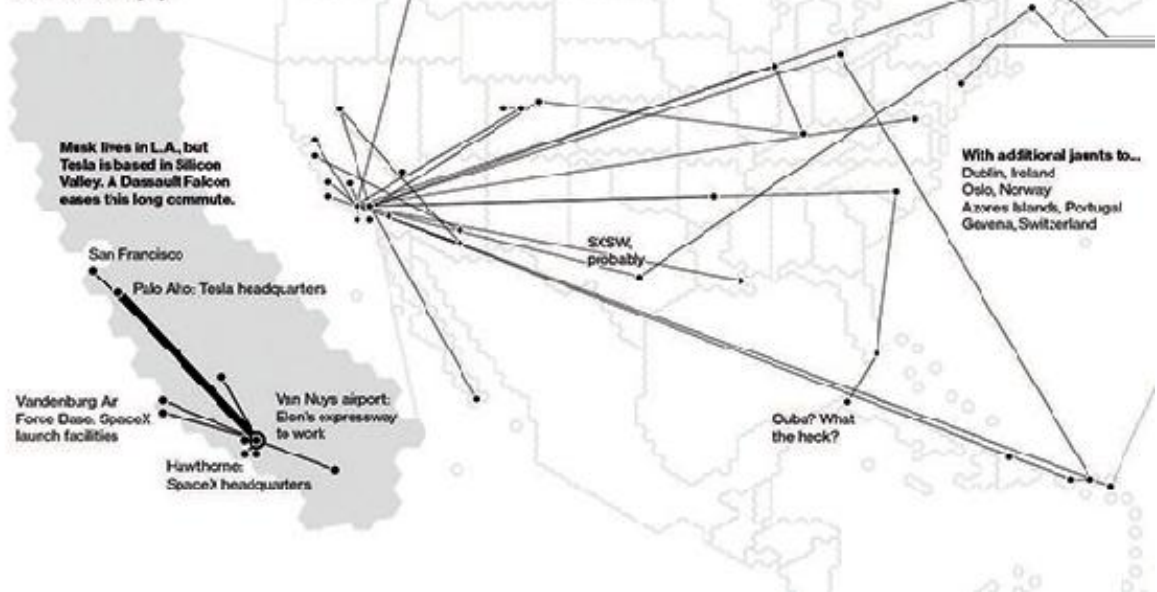 Musk lives in L.A., but
Tesla is based in Silicon
Valley. A Dassault Falcon
eases this long commute.
San Francisco
Palo Alto: Tesla headquarters
Vandenburg Air
Force Base: SpaceX
launch facilities
Van Nuys airport:
Elon's expressway
to work
Hawthorne:
SpaceX headquarters
SXSW,
probably
Cuba? What
the heck?
With additional jaunts to...
Dublin, Ireland
Oslo, Norway
Azores Islands, Portugal
Gevena, Switzerland